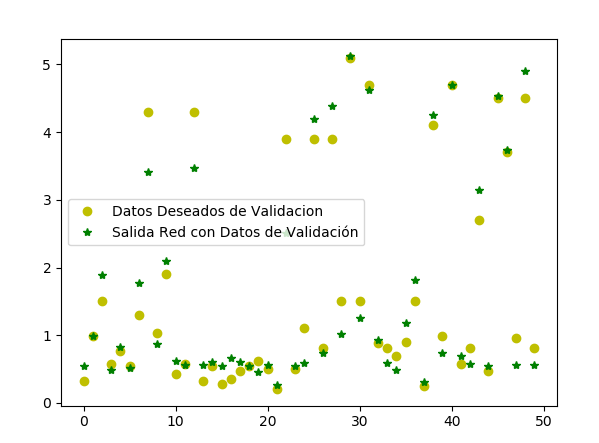 5
4
3
2
1
0
Datos Deseados de Validacion
Salida Red con Datos de Validación
0 10 20 30 40 50